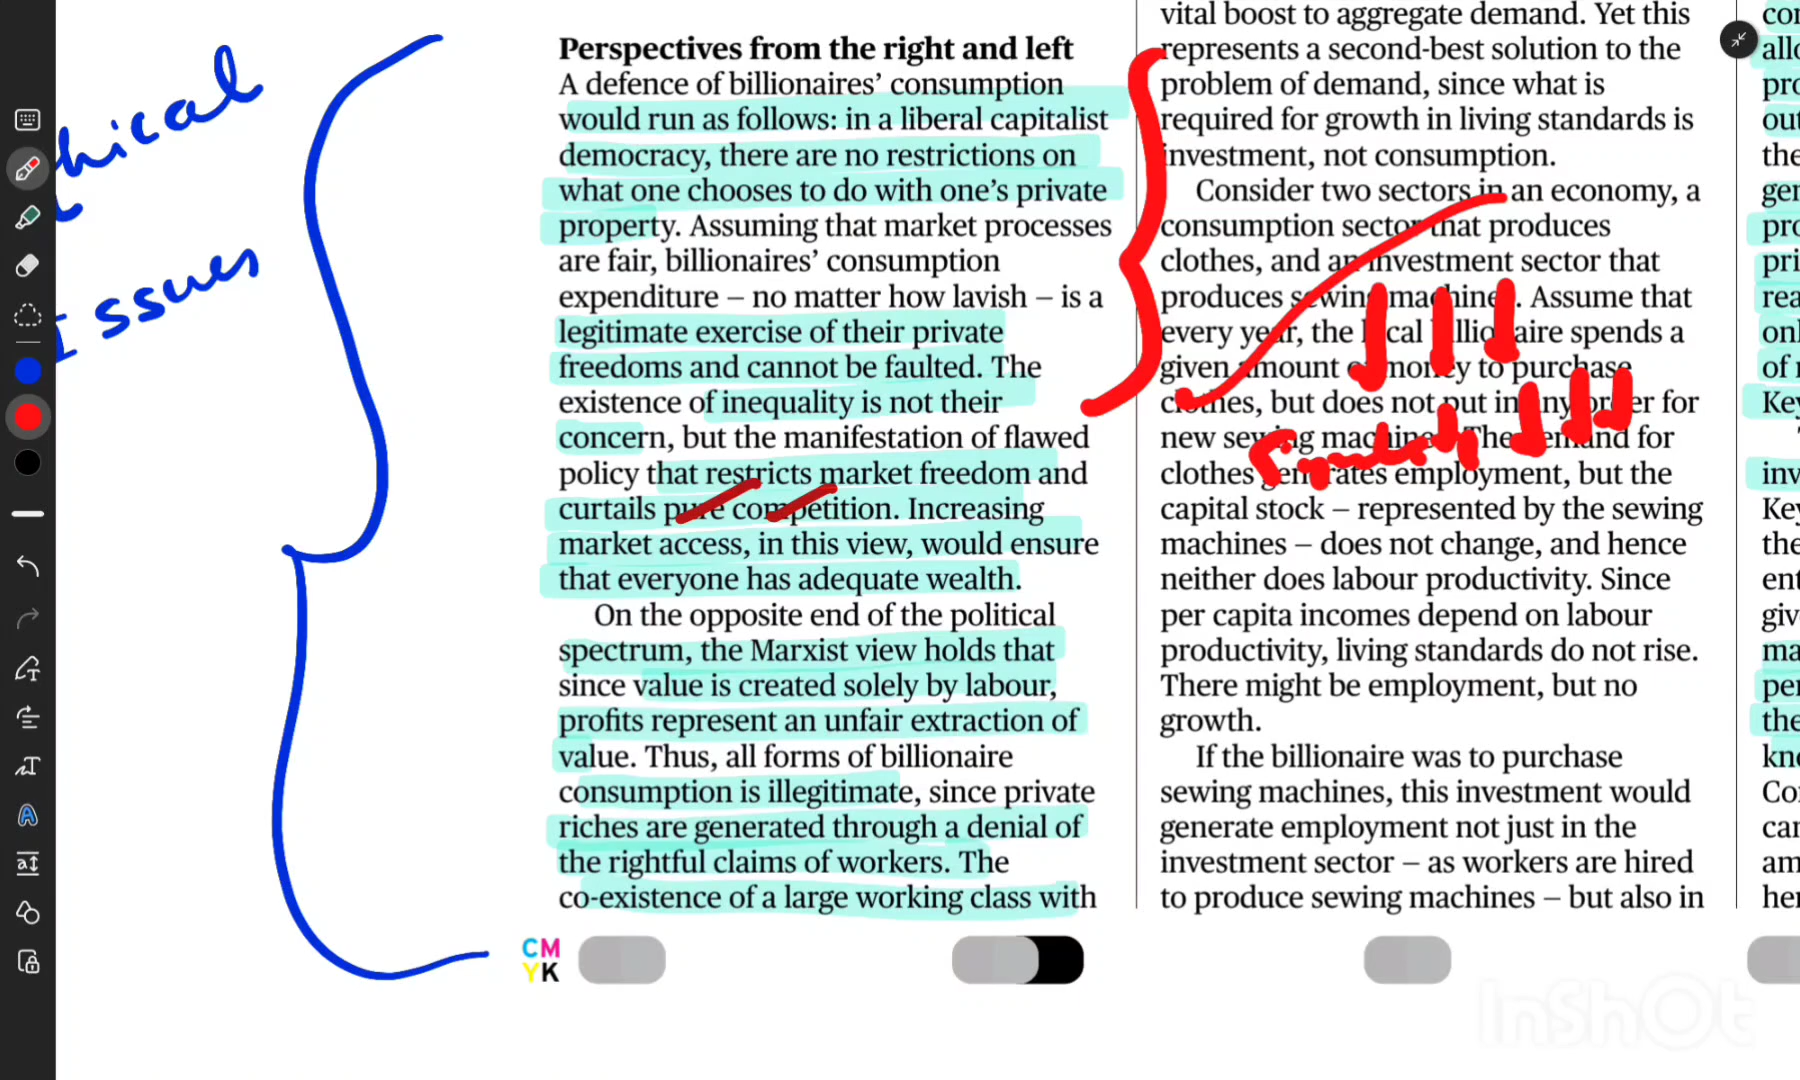 hical
Issues
Perspectives from the right and left
A defence of billionaires’ consumption
would run as follows: in a liberal capitalist
democracy, there are no restrictions on
what one chooses to do with one’s private
property. Assuming that market processes
are fair, billionaires’ consumption
expenditure – no matter how lavish – is a
legitimate exercise of their private
freedoms and cannot be faulted. The
existence of inequality is not their
concern, but the manifestation of flawed
policy that restricts market freedom and
curtails pure competition. Increasing
market access, in this view, would ensure
that everyone has adequate wealth.
On the opposite end of the political
spectrum, the Marxist view holds that
since value is created solely by labour,
profits represent an unfair extraction of
value. Thus, all forms of billionaire
consumption is illegitimate, since private
riches are generated through a denial of
the rightful claims of workers. The
co-existence of a large working class with
vital boost to aggregate demand. Yet this
represents a second-best solution to the
problem of demand, since what is
required for growth in living standards is
investment, not consumption.
Consider two sectors in an economy, a
consumption sector that produces
clothes, and an investment sector that
produces sewing machines. Assume that
every year, the local billionaire spends a
given amount of money to purchase
clothes, but does not put in any order for
new sewing machines. The demand for
clothes generates employment, but the
capital stock – represented by the sewing
machines – does not change, and hence
neither does labour productivity. Since
per capita incomes depend on labour
productivity, living standards do not rise.
There might be employment, but no
growth.
If the billionaire was to purchase
sewing machines, this investment would
generate employment not just in the
investment sector – as workers are hired
to produce sewing machines – but also in
CMYK
InShOt